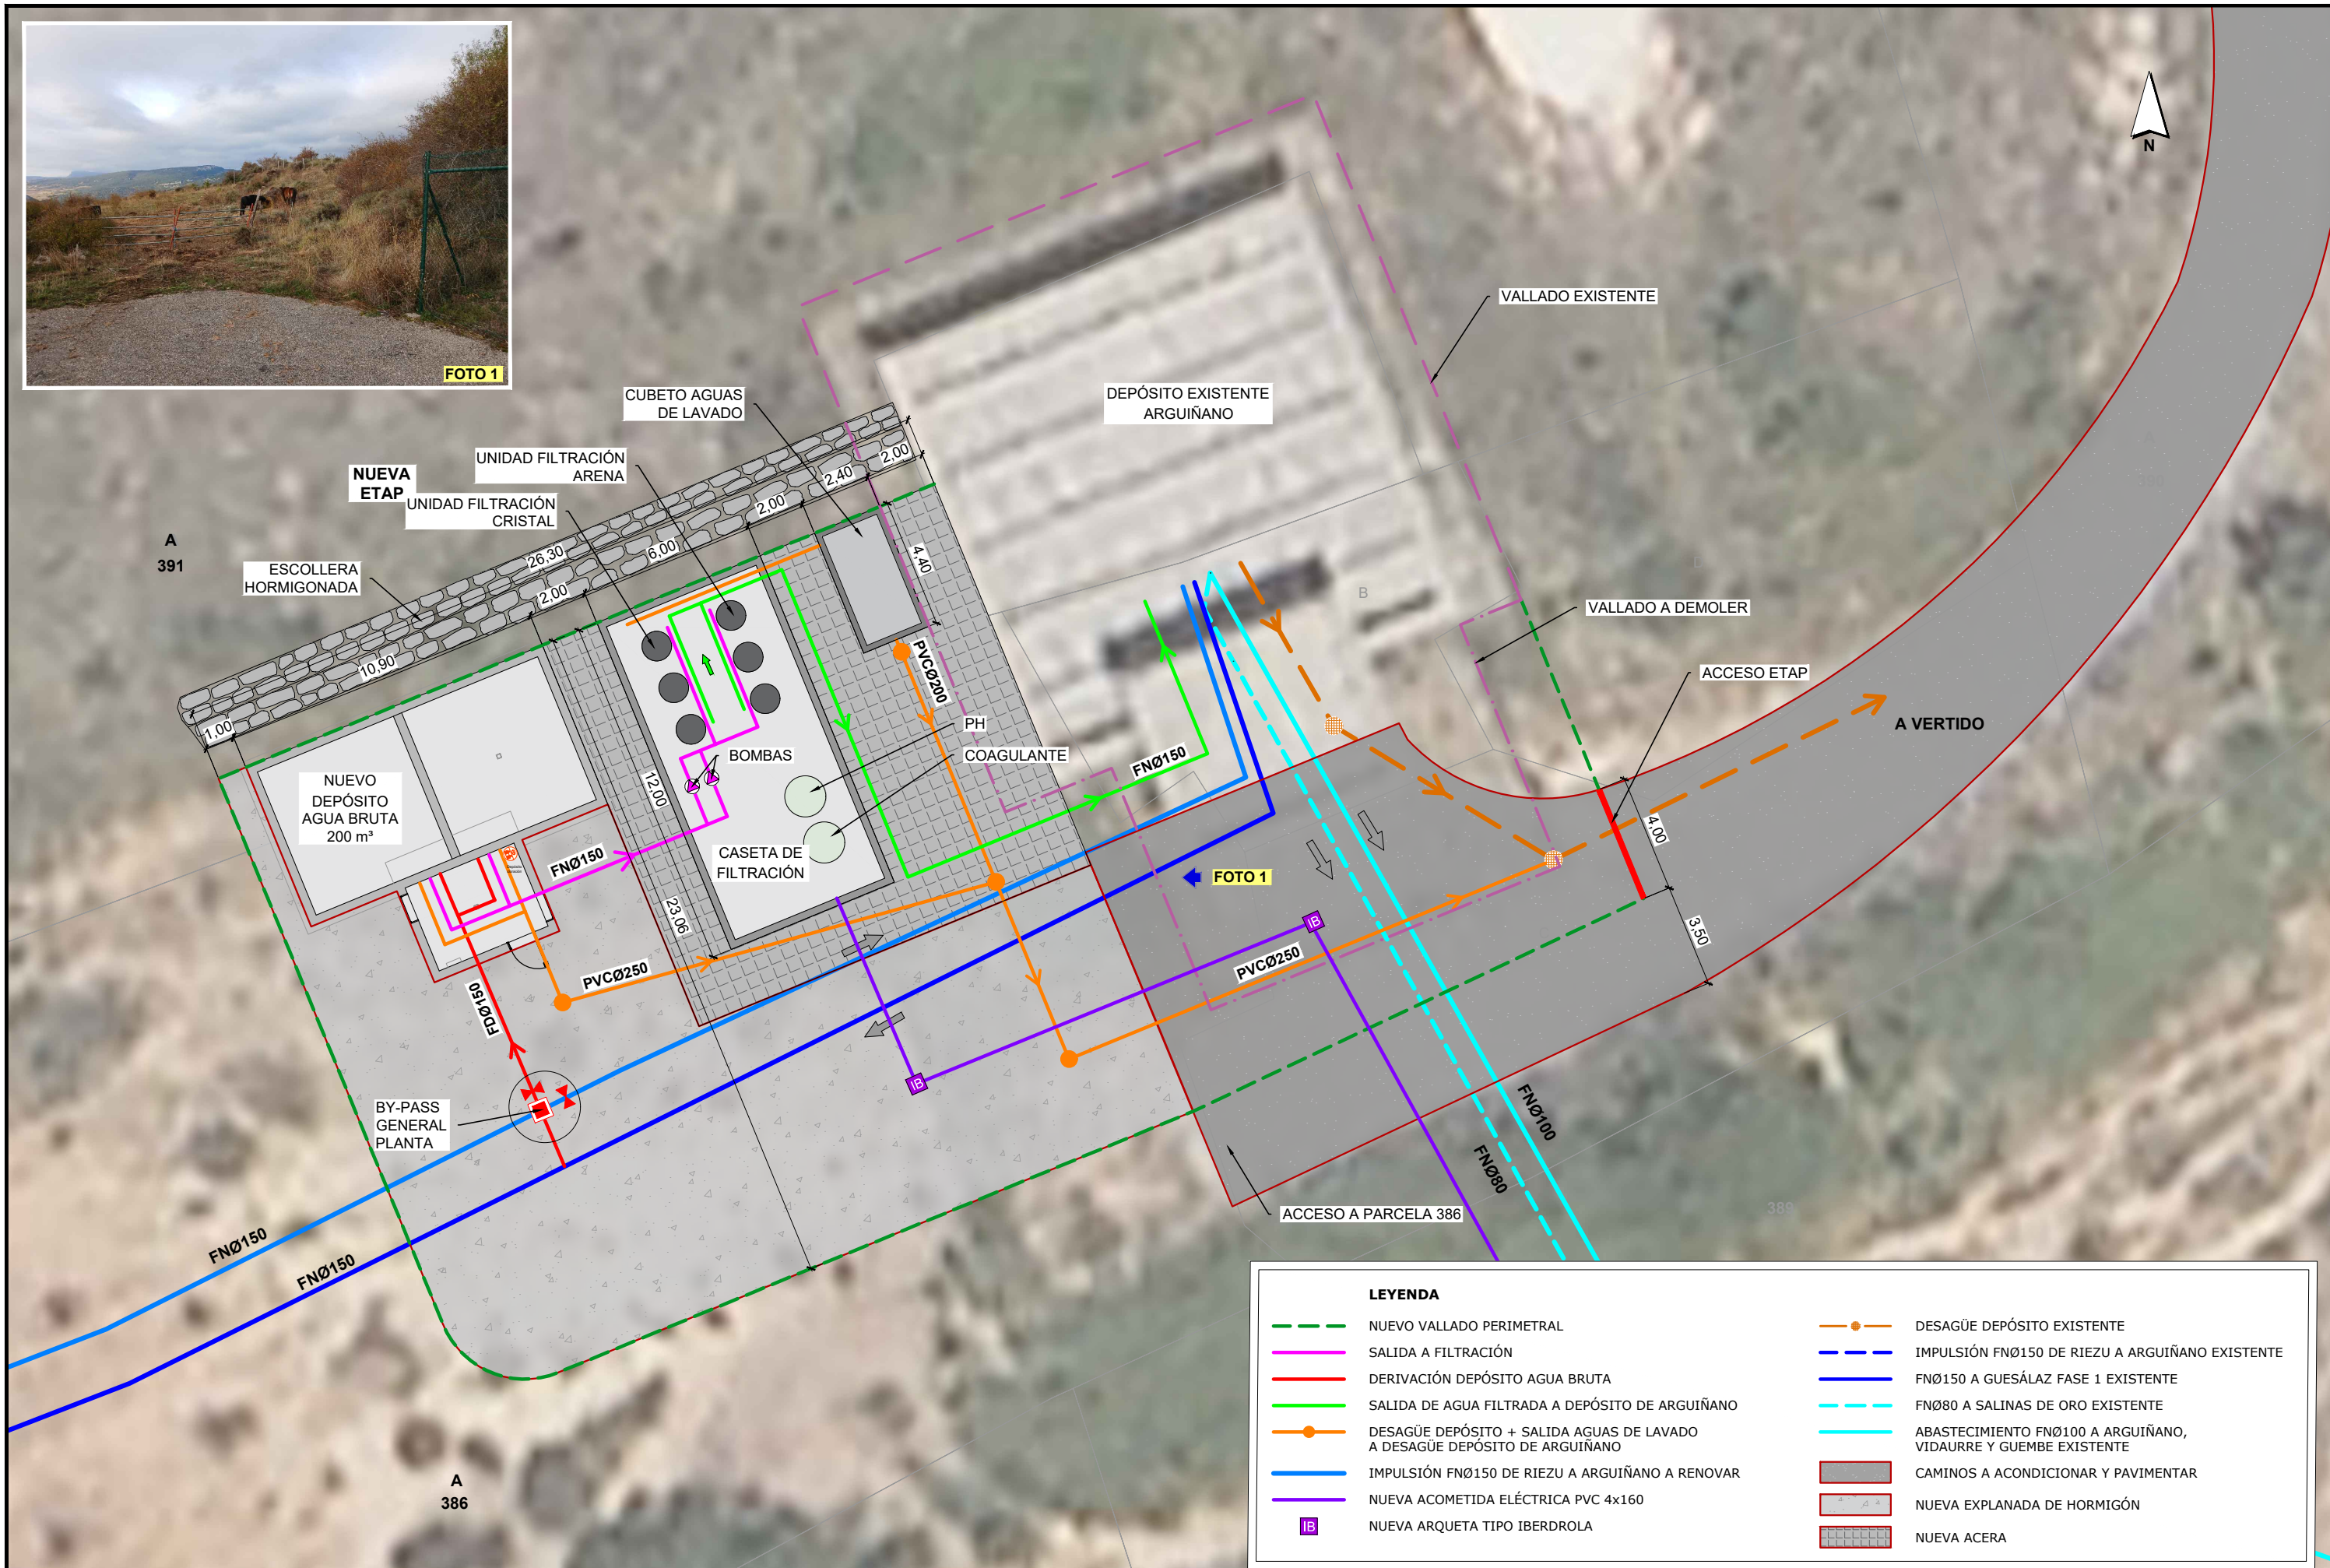 FOTO 1
N
VALLADO EXISTENTE
CUBETO AGUAS
DE LAVADO
DEPÓSITO EXISTENTE
ARGUIÑANO
UNIDAD FILTRACIÓN
ARENA
NUEVA
ETAP
UNIDAD FILTRACIÓN
CRISTAL
2,00
2,40
2,00
6,00
26,30
2,00
10,90
1,00
4,40
A
391
ESCOLLERA
HORMIGONADA
B
VALLADO A DEMOLER
ACCESO ETAP
PVCØ200
PH
COAGULANTE
BOMBAS
FNØ150
A VERTIDO
NUEVO
DEPÓSITO
AGUA BRUTA
200 m³
12,00
4,00
CASETA DE
FILTRACIÓN
FNØ150
FOTO 1
23,06
3,50
IB
PVCØ250
PVCØ250
FDØ150
IB
BY-PASS
GENERAL
PLANTA
FNØ100
FNØ80
389
ACCESO A PARCELA 386
FNØ150
FNØ150
A
386
LEYENDA
NUEVO VALLADO PERIMETRAL
SALIDA A FILTRACIÓN
DERIVACIÓN DEPÓSITO AGUA BRUTA
SALIDA DE AGUA FILTRADA A DEPÓSITO DE ARGUIÑANO
DESAGÜE DEPÓSITO + SALIDA AGUAS DE LAVADO
A DESAGÜE DEPÓSITO DE ARGUIÑANO
IMPULSIÓN FNØ150 DE RIEZU A ARGUIÑANO A RENOVAR
NUEVA ACOMETIDA ELÉCTRICA PVC 4x160
IB
NUEVA ARQUETA TIPO IBERDROLA
DESAGÜE DEPÓSITO EXISTENTE
IMPULSIÓN FNØ150 DE RIEZU A ARGUIÑANO EXISTENTE
FNØ150 A GUESÁLAZ FASE 1 EXISTENTE
FNØ80 A SALINAS DE ORO EXISTENTE
ABASTECIMIENTO FNØ100 A ARGUIÑANO,
VIDAURRE Y GUEMBE EXISTENTE
CAMINOS A ACONDICIONAR Y PAVIMENTAR
NUEVA EXPLANADA DE HORMIGÓN
NUEVA ACERA